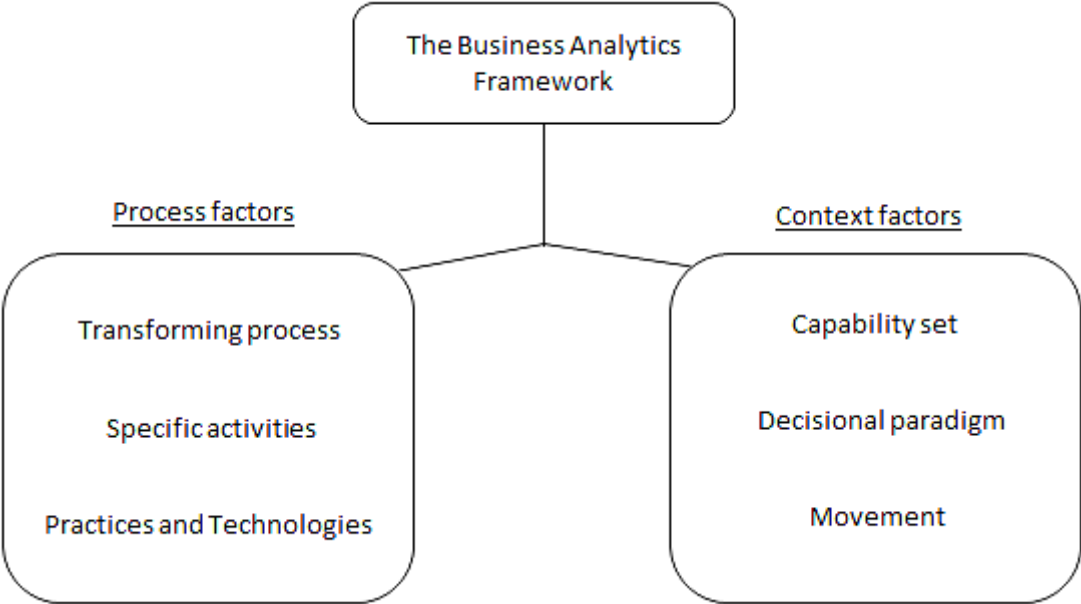 The Business Analytics
Framework
Process factors
Transforming process
Specific activities
Practices and Technologies
Context factors
Capability set
Decisional paradigm
Movement